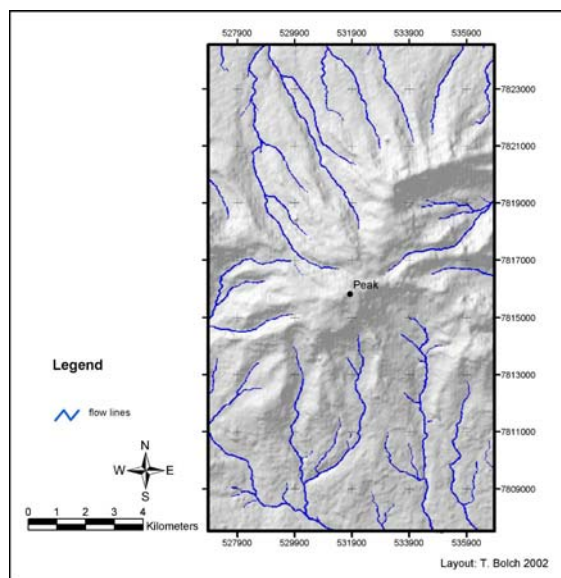 527900 529900 531900 533900 535900
7823000
7821000
7819000
7817000
Peak
7815000
Legend
7813000
flow lines
7811000
N
W E
S
7809000
0 1 2 3 4
Kilometers
527900 529900 531900 533900 535900
Layout: T. Bolch 2002